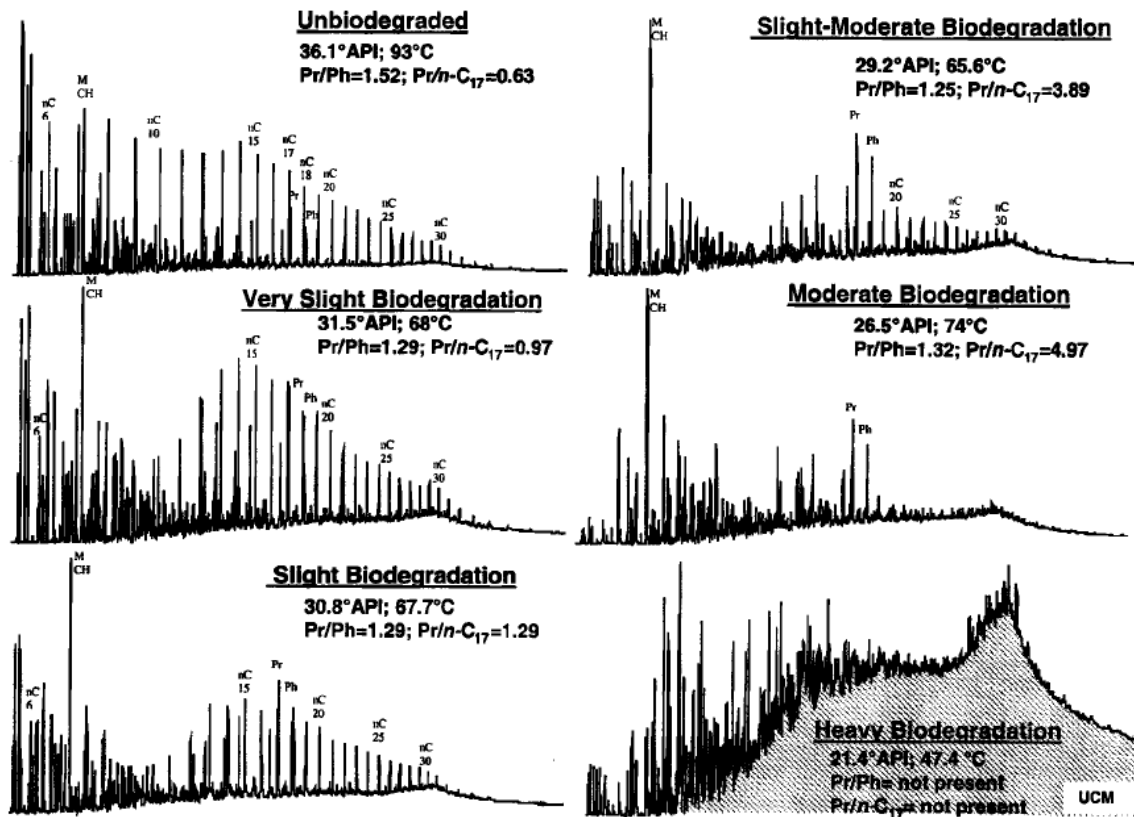 Unbiodegraded
36.1°API; 93°C
Pr/Ph=1.52; Pr/n-C17=0.63
M
CH
nC
6
nC
10
nC
15
nC
17
nC
18
Pr
Ph
nC
20
nC
25
nC
30
Very Slight Biodegradation
31.5°API; 68°C
Pr/Ph=1.29; Pr/n-C17=0.97
M
CH
nC
6
nC
15
Pr
Ph
nC
20
nC
25
nC
30
Slight Biodegradation
30.8°API; 67.7°C
Pr/Ph=1.29; Pr/n-C17=1.29
M
CH
nC
6
nC
15
Pr
Ph
nC
20
nC
25
nC
30
Slight-Moderate Biodegradation
29.2°API; 65.6°C
Pr/Ph=1.25; Pr/n-C17=3.89
M
CH
Pr
Ph
nC
20
nC
25
nC
30
Moderate Biodegradation
26.5°API; 74°C
Pr/Ph=1.32; Pr/n-C17=4.97
M
CH
Pr
Ph
Heavy Biodegradation
21.4°API; 47.4 °C
Pr/Ph= not present
Pr/n-C17= not present
UCM